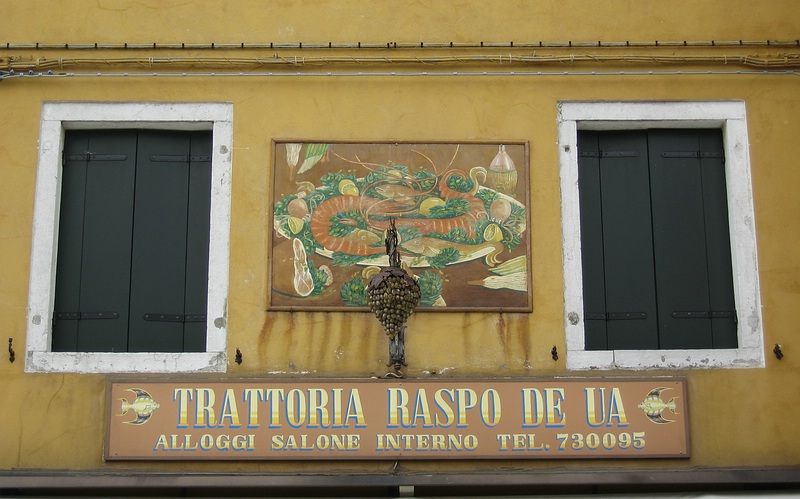 TRATTORIA RASPO DE UA
ALLOGGI SALONE INTERNO TEL. 730095